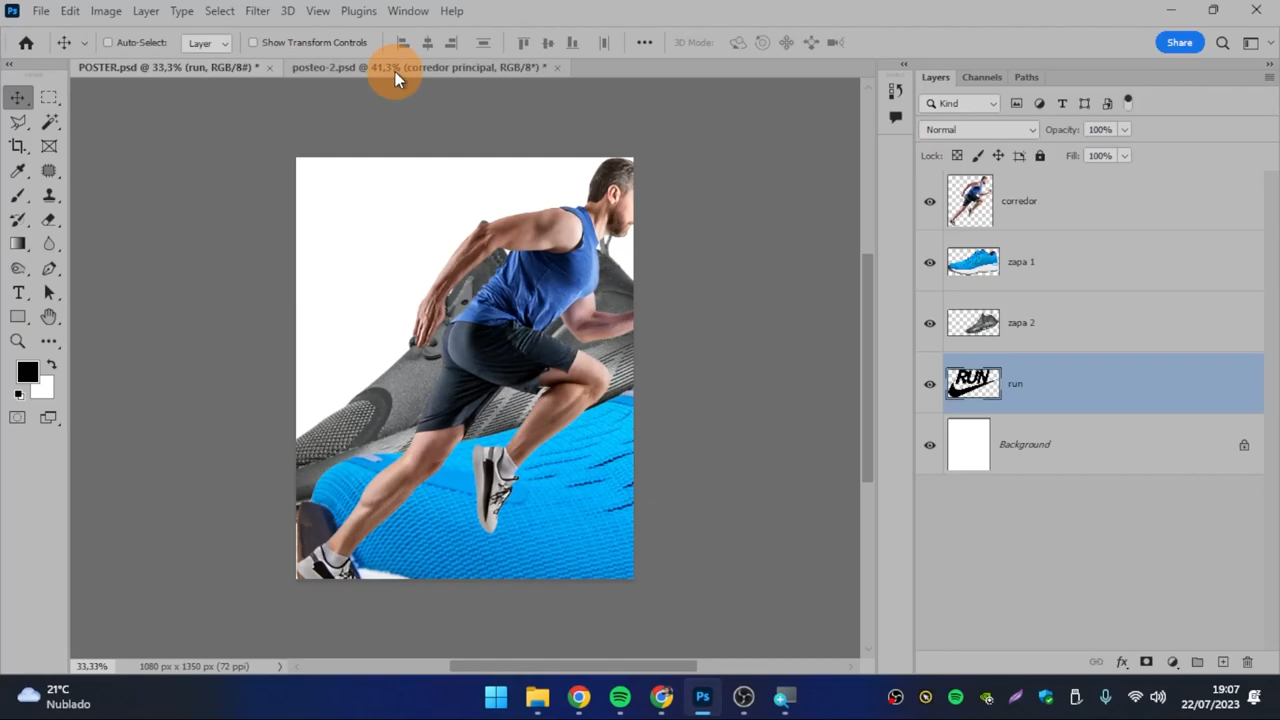 Ps File Edit Image Layer Type Select Filter 3D View Plugins Window Help
Auto-Select: Layer Show Transform Controls 3D Mode: Share
POSTER.psd @ 33,3% (run, RGB/8#) * posteo-2.psd @ 41,3% (corredor principal, RGB/8*) *
Layers Channels Paths
Kind
Normal Opacity: 100%
Lock: Fill: 100%
corredor
zapa 1
zapa 2
RUN run
Background
33,33% 1080 px x 1350 px (72 ppi)
21°C
Nublado
Ps
19:07
22/07/2023